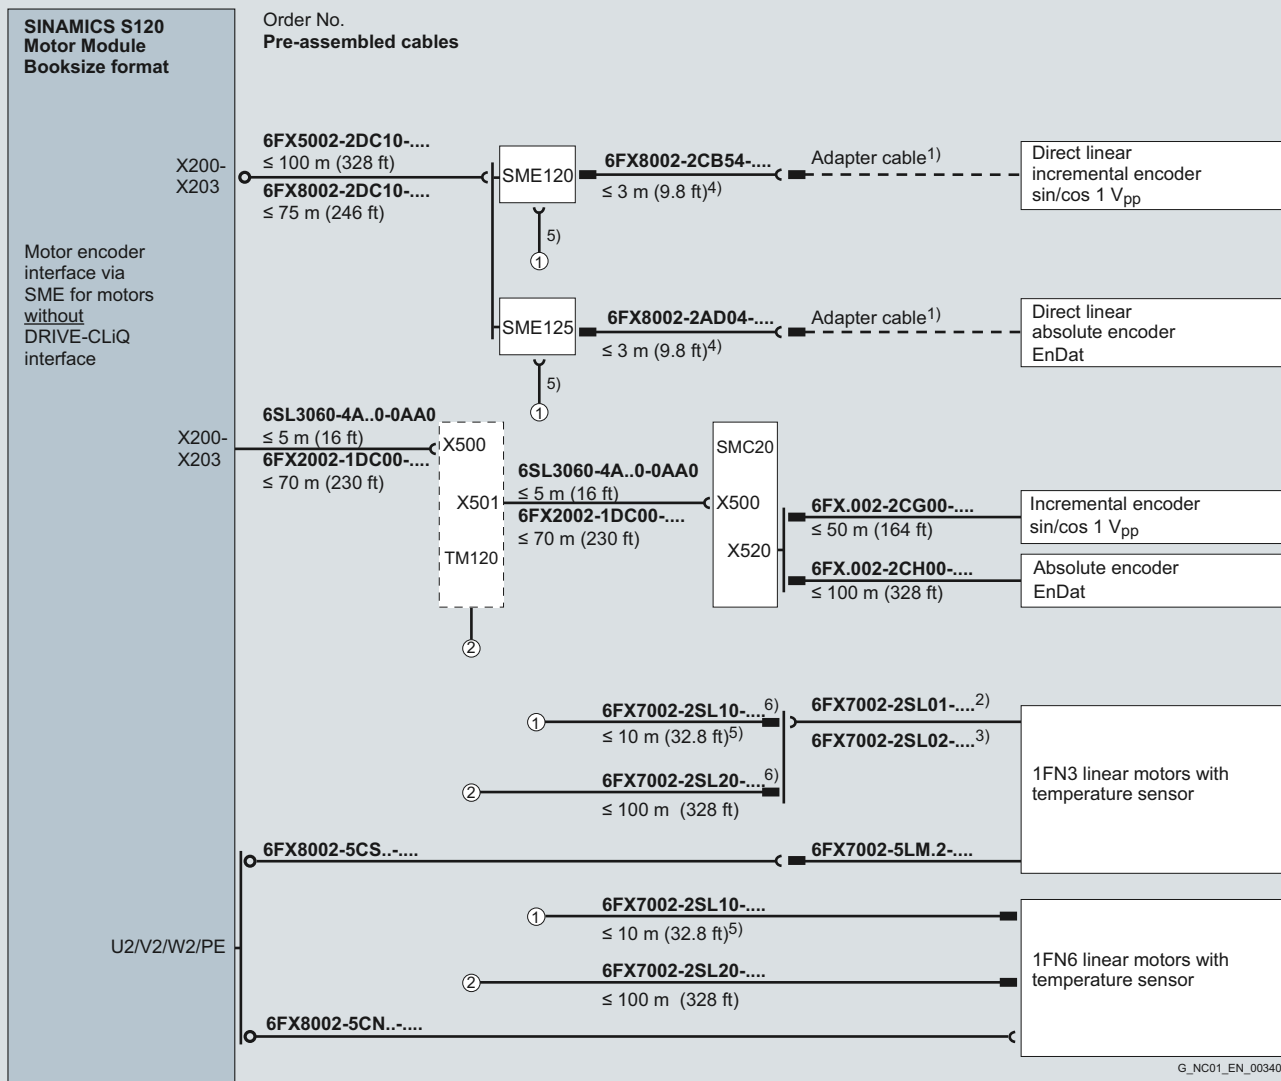 SINAMICS S120
Motor Module
Booksize format
Order No.
Pre-assembled cables
X200-
X203
6FX5002-2DC10-....
≤ 100 m (328 ft)
6FX8002-2DC10-....
≤ 75 m (246 ft)
SME120
6FX8002-2CB54-....
≤ 3 m (9.8 ft)4)
Adapter cable1)
Direct linear
incremental encoder
sin/cos 1 Vpp
5)
1
Motor encoder
interface via
SME for motors
without
DRIVE-CLiQ
interface
SME125
6FX8002-2AD04-....
≤ 3 m (9.8 ft)4)
Adapter cable1)
Direct linear
absolute encoder
EnDat
5)
1
X200-
X203
6SL3060-4A..0-0AA0
≤ 5 m (16 ft)
6FX2002-1DC00-....
≤ 70 m (230 ft)
X500
X501
TM120
2
6SL3060-4A..0-0AA0
≤ 5 m (16 ft)
6FX2002-1DC00-....
≤ 70 m (230 ft)
SMC20
X500
X520
6FX.002-2CG00-....
≤ 50 m (164 ft)
Incremental encoder
sin/cos 1 Vpp
6FX.002-2CH00-....
≤ 100 m (328 ft)
Absolute encoder
EnDat
1
6FX7002-2SL10-....6)
≤ 10 m (32.8 ft)5)
6FX7002-2SL01-....2)
6FX7002-2SL02-....3)
2
6FX7002-2SL20-....6)
≤ 100 m (328 ft)
1FN3 linear motors with
temperature sensor
6FX8002-5CS..-....
6FX7002-5LM.2-....
U2/V2/W2/PE
1
6FX7002-2SL10-....
≤ 10 m (32.8 ft)5)
2
6FX7002-2SL20-....
≤ 100 m (328 ft)
1FN6 linear motors with
temperature sensor
6FX8002-5CN..-....
G_NC01_EN_00340